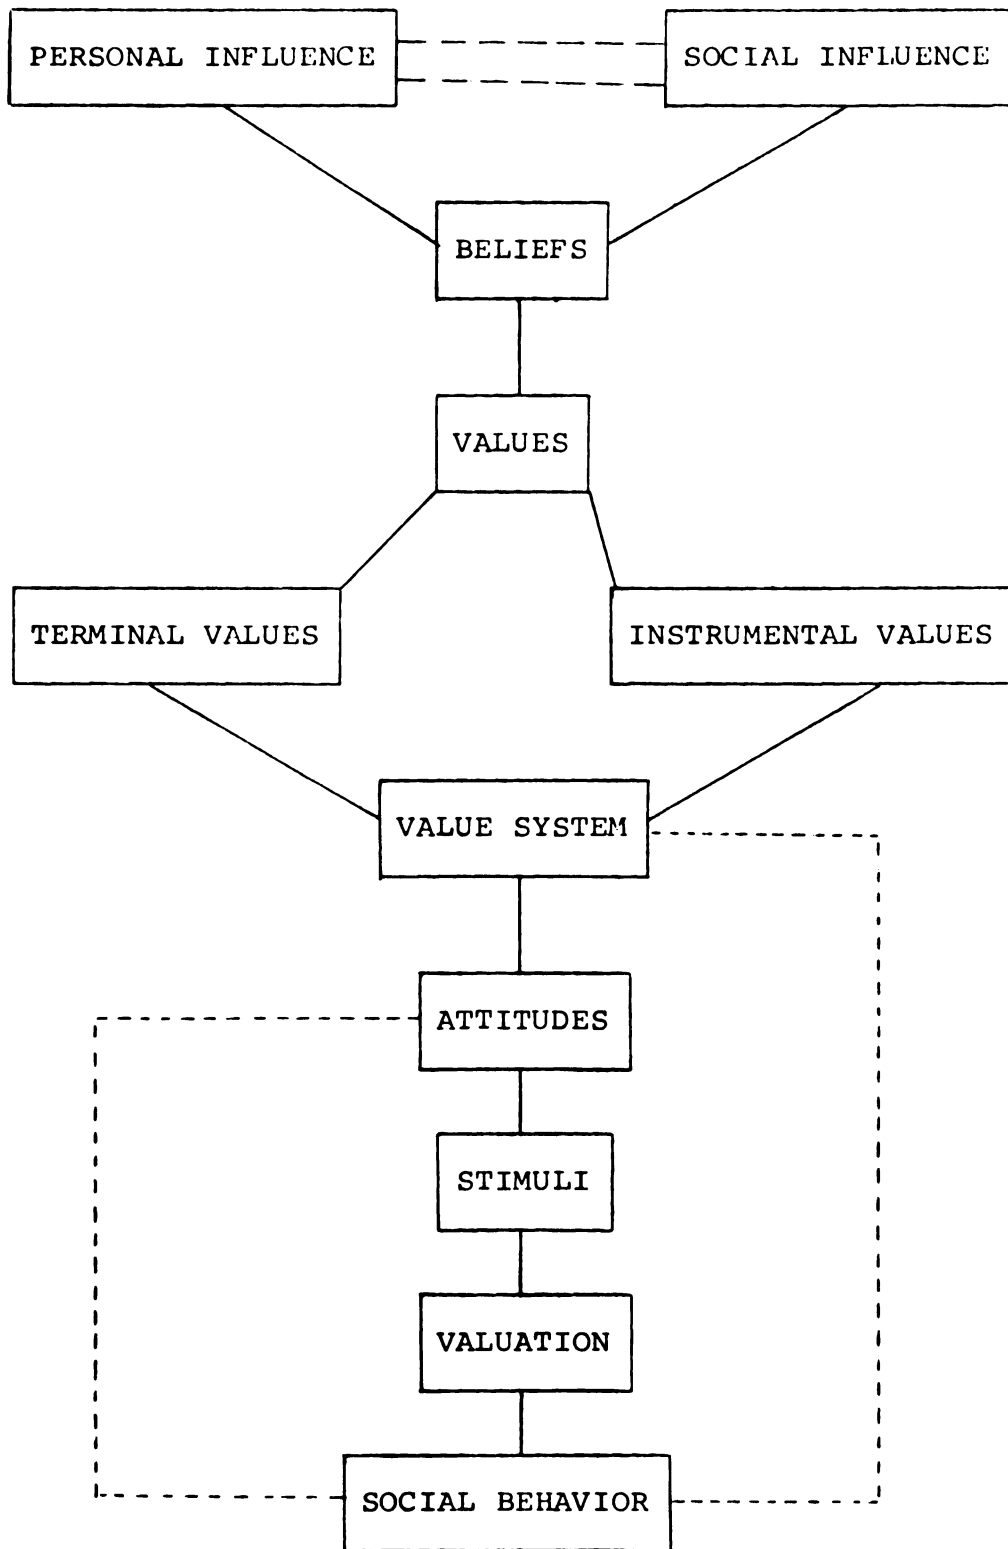 PERSONAL INFLUENCE
SOCIAL INFLUENCE
BELIEFS
VALUES
TERMINAL VALUES
INSTRUMENTAL VALUES
VALUE SYSTEM
ATTITUDES
STIMULI
VALUATION
SOCIAL BEHAVIOR